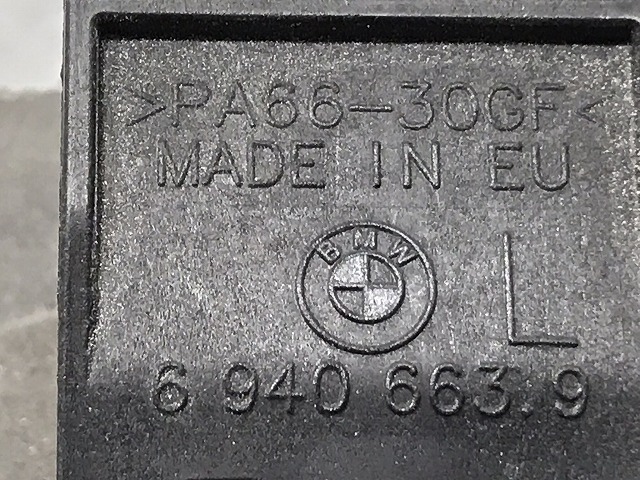 >PA66-30GF<
MADE IN EU
BMW
L
6 940 663.9